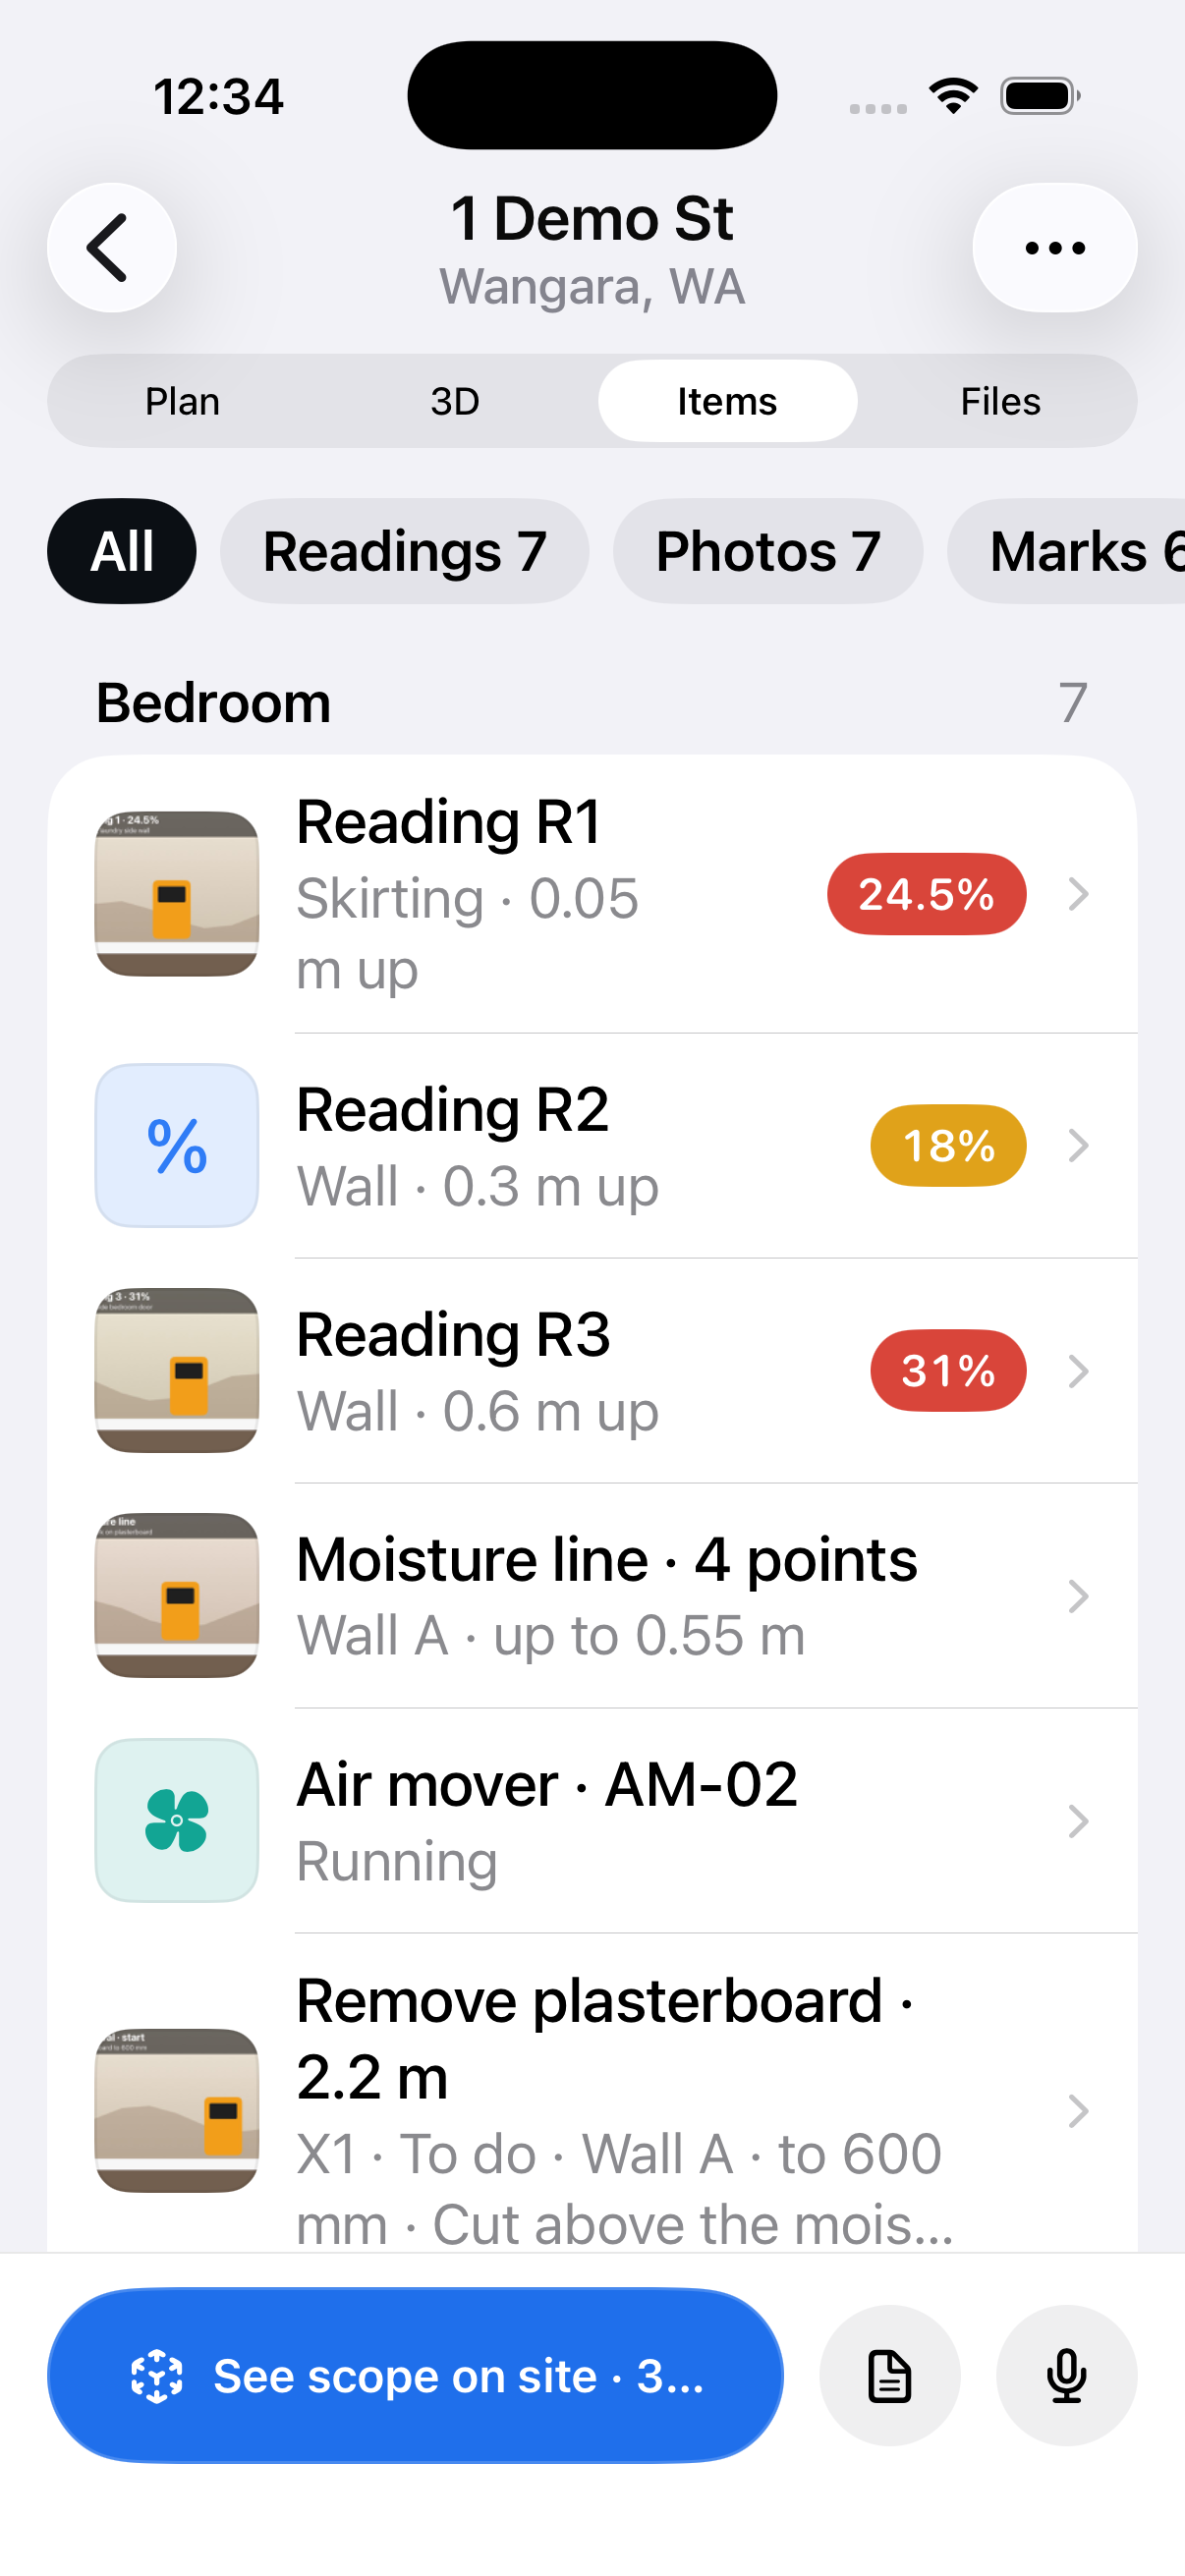 12:34
1 Demo St
Wangara, WA
Plan
3D
Items
Files
All
Readings 7
Photos 7
Marks 6
Bedroom
7
Reading R1
Skirting · 0.05
m up
24.5%
%
Reading R2
Wall · 0.3 m up
18%
Reading R3
Wall · 0.6 m up
31%
Moisture line · 4 points
Wall A · up to 0.55 m
Air mover · AM-02
Running
Remove plasterboard ·
2.2 m
X1 · To do · Wall A · to 600
mm · Cut above the mois...
See scope on site · 3...